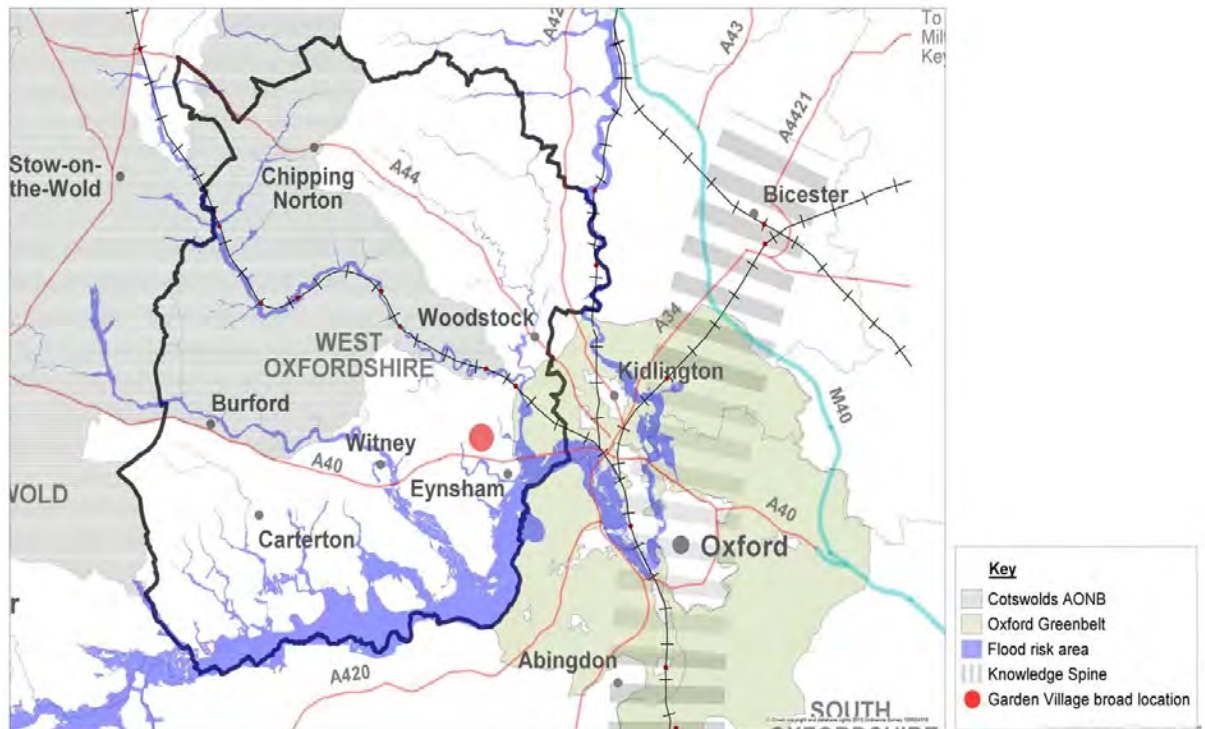 To
Mil
Key
A42
A43
A4421
Stow-on-
the-Wold
Chipping
Norton
A44
Bicester
Woodstock
WEST
OXFORDSHIRE
A34
Kidlington
M40
Burford
Witney
A40
Eynsham
WOLD
A40
Carterton
Oxford
r
Abingdon
A420
SOUTH
OXFORDSHIRE
Key
Cotswolds AONB
Oxford Greenbelt
Flood risk area
Knowledge Spine
Garden Village broad location